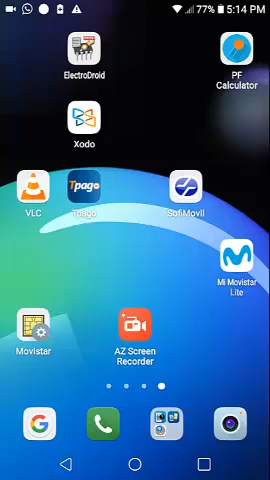 77% 5:14 PM
ElectroDroid
PF
Calculator
Xodo
Tpago
VLC
Tpago
SofiMovil
Mi Movistar
Lite
Movistar
AZ Screen
Recorder
G